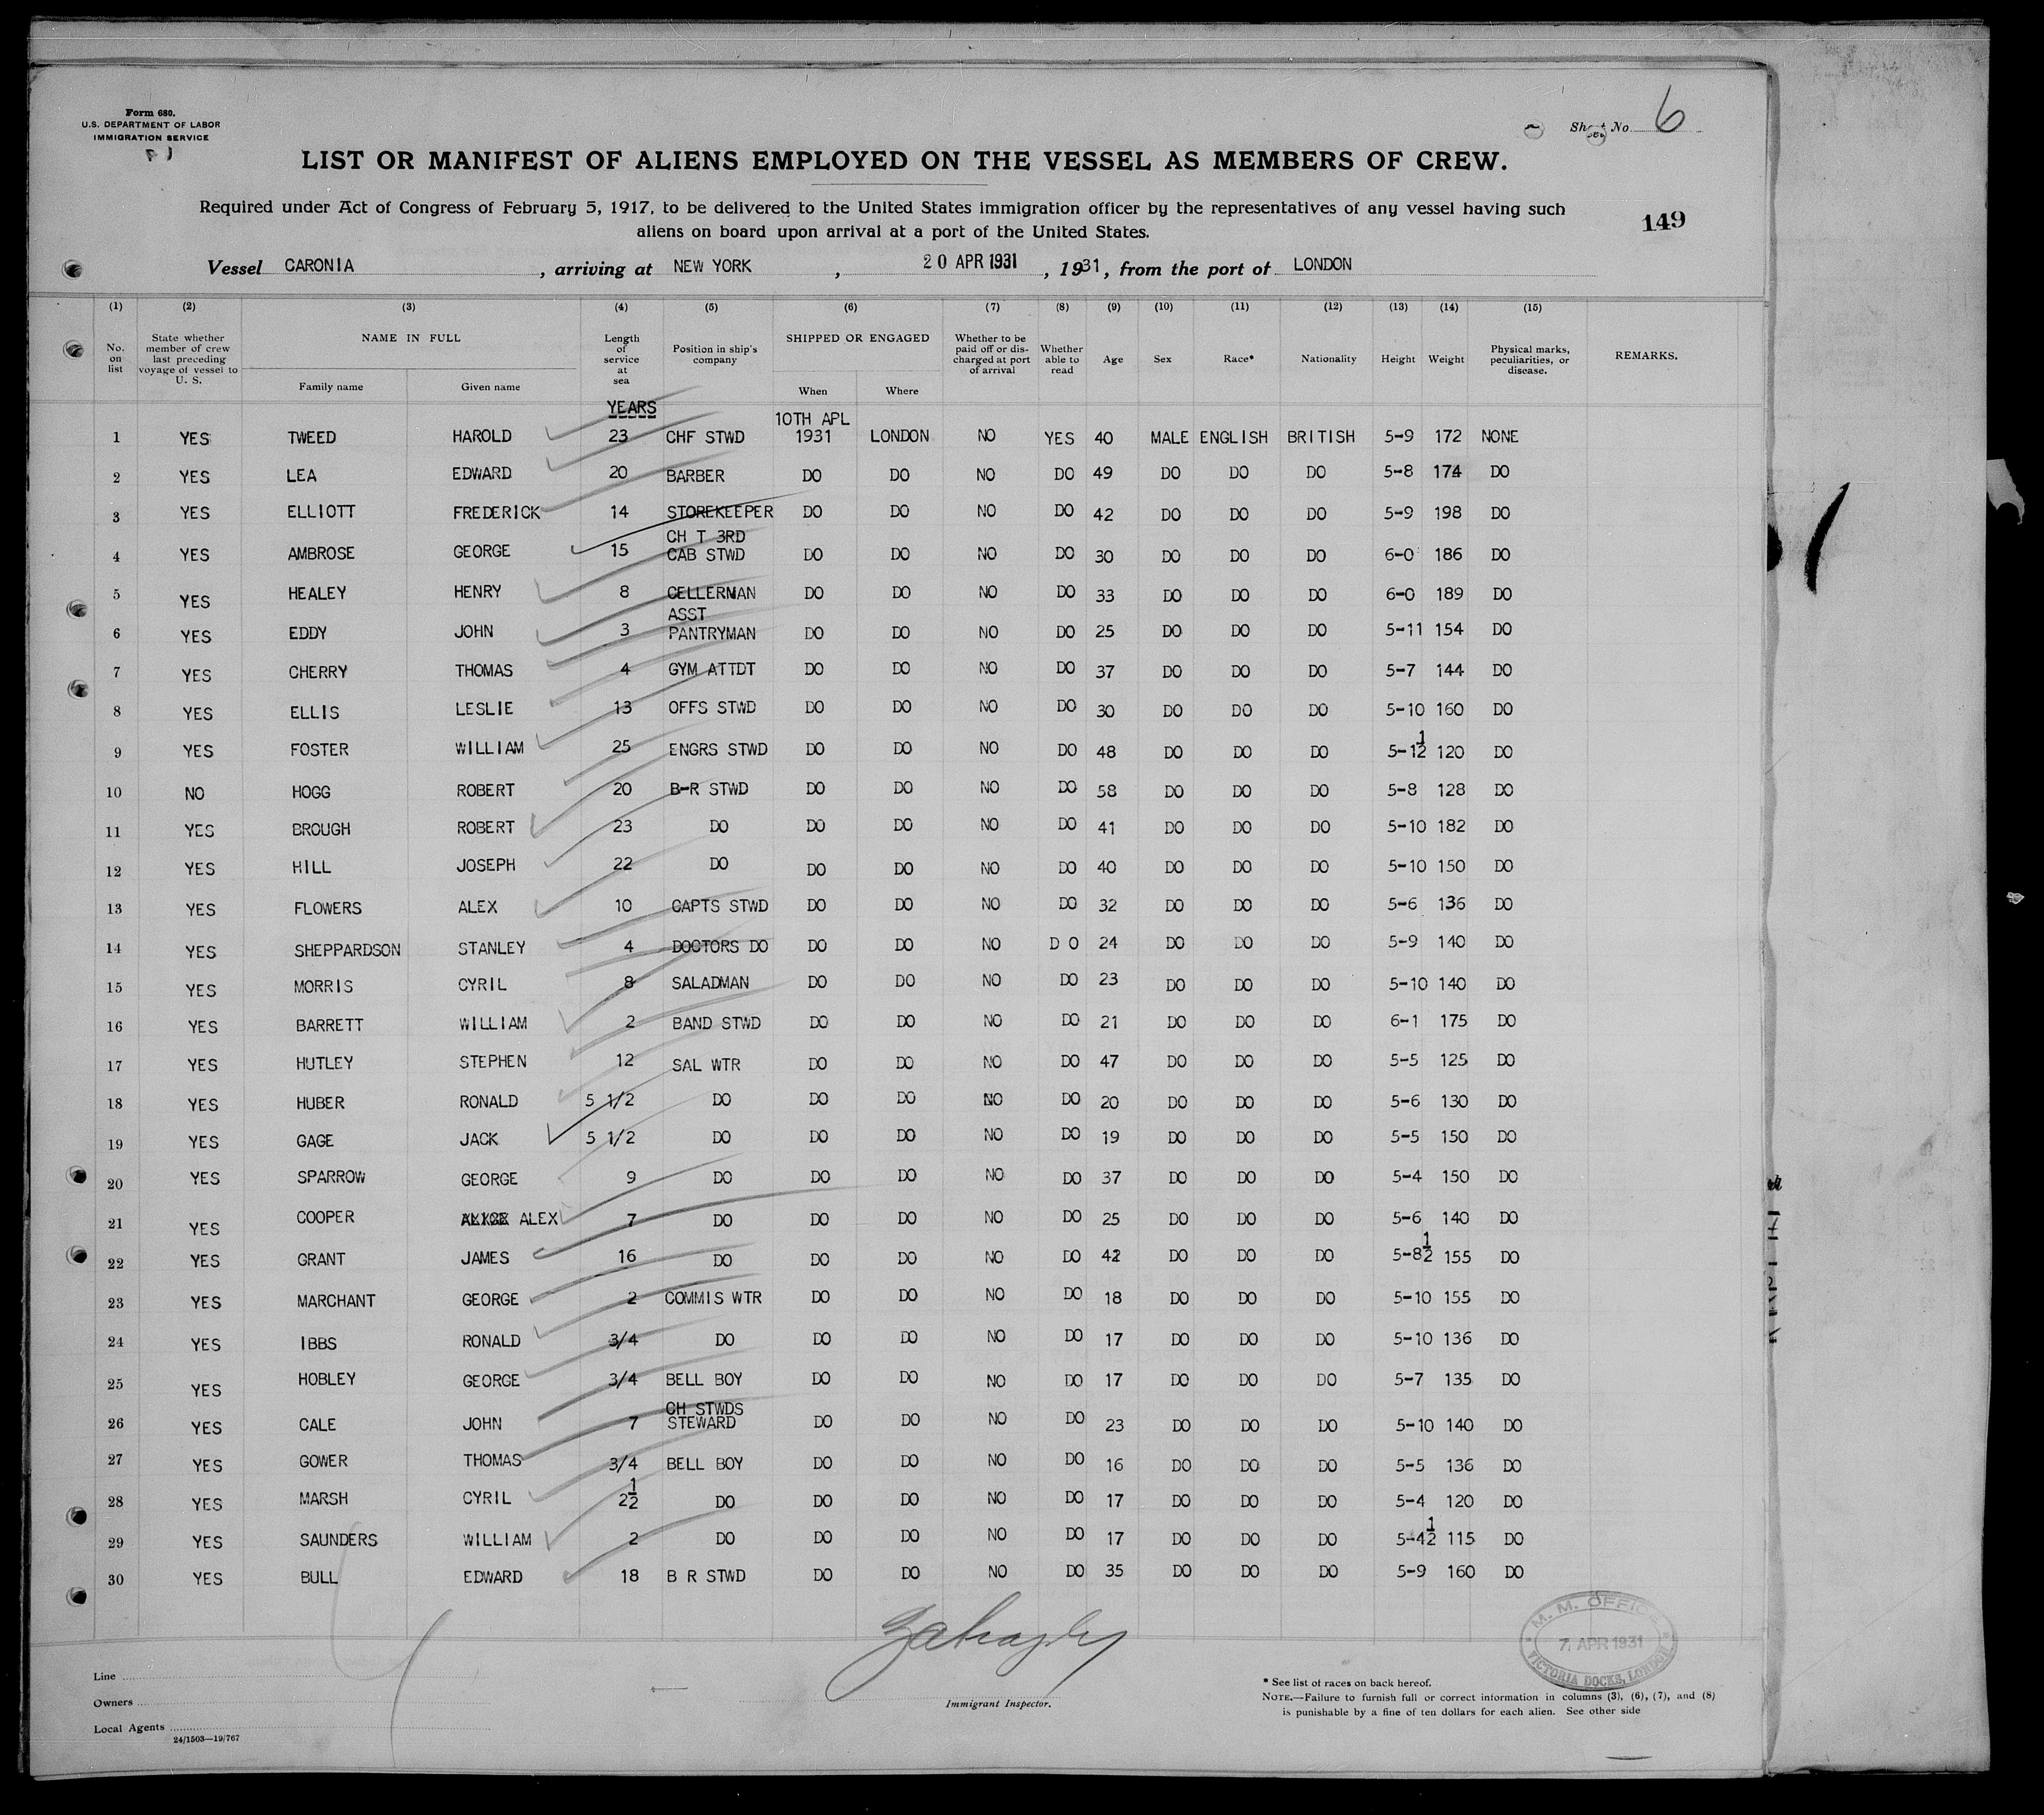 Form 680.
U.S. DEPARTMENT OF LABOR
IMMIGRATION SERVICE
Sheet No 6
LIST OR MANIFEST OF ALIENS EMPLOYED ON THE VESSEL AS MEMBERS OF CREW.
Required under Act of Congress of February 5, 1917, to be delivered to the United States immigration officer by the representatives of any vessel having such
aliens on board upon arrival at a port of the United States.
149
Vessel CARONIA, arriving at NEW YORK, 20 APR 1931, 1931, from the port of LONDON
(1) (2) (3) (4) (5) (6) (7) (8) (9) (10) (11) (12) (13) (14) (15)
No. on list State whether member of crew last preceding voyage of vessel to U. S. NAME IN FULL Length of service at sea Position in ship's company SHIPPED OR ENGAGED Whether to be paid off or discharged at port of arrival Whether able to read Age Sex Race* Nationality Height Weight Physical marks, peculiarities, or disease. REMARKS.
Family name Given name When Where
YEARS 10TH APL
1 YES TWEED HAROLD 23 CHF STWD 1931 LONDON NO YES 40 MALE ENGLISH BRITISH 5-9 172 NONE
2 YES LEA EDWARD 20 BARBER DO DO NO DO 49 DO DO DO 5-8 174 DO
3 YES ELLIOTT FREDERICK 14 STOREKEEPER DO DO NO DO 42 DO DO DO 5-9 198 DO
CH T 3RD
4 YES AMBROSE GEORGE 15 CAB STWD DO DO NO DO 30 DO DO DO 6-0 186 DO
5 YES HEALEY HENRY 8 CELLERMAN DO DO NO DO 33 DO DO DO 6-0 189 DO
ASST
6 YES EDDY JOHN 3 PANTRYMAN DO DO NO DO 25 DO DO DO 5-11 154 DO
7 YES CHERRY THOMAS 4 GYM ATTDT DO DO NO DO 37 DO DO DO 5-7 144 DO
8 YES ELLIS LESLIE 13 OFFS STWD DO DO NO DO 30 DO DO DO 5-10 160 DO
9 YES FOSTER WILLIAM 25 ENGRS STWD DO DO NO DO 48 DO DO DO 5-1½ 120 DO
10 NO HOGG ROBERT 20 B-R STWD DO DO NO DO 58 DO DO DO 5-8 128 DO
11 YES BROUGH ROBERT 23 DO DO DO NO DO 41 DO DO DO 5-10 182 DO
12 YES HILL JOSEPH 22 DO DO DO NO DO 40 DO DO DO 5-10 150 DO
13 YES FLOWERS ALEX 10 CAPTS STWD DO DO NO DO 32 DO DO DO 5-6 136 DO
14 YES SHEPPARDSON STANLEY 4 DOCTORS DO DO DO NO D O 24 DO DO DO 5-9 140 DO
15 YES MORRIS CYRIL 8 SALADMAN DO DO NO DO 23 DO DO DO 5-10 140 DO
16 YES BARRETT WILLIAM 2 BAND STWD DO DO NO DO 21 DO DO DO 6-1 175 DO
17 YES HUTLEY STEPHEN 12 SAL WTR DO DO NO DO 47 DO DO DO 5-5 125 DO
18 YES HUBER RONALD 5 1/2 DO DO DO NO DO 20 DO DO DO 5-6 130 DO
19 YES GAGE JACK 5 1/2 DO DO DO NO DO 19 DO DO DO 5-5 150 DO
20 YES SPARROW GEORGE 9 DO DO DO NO DO 37 DO DO DO 5-4 150 DO
21 YES COOPER ALEX 7 DO DO DO NO DO 25 DO DO DO 5-6 140 DO
22 YES GRANT JAMES 16 DO DO DO NO DO 42 DO DO DO 5-8½ 155 DO
23 YES MARCHANT GEORGE 2 COMMIS WTR DO DO NO DO 18 DO DO DO 5-10 155 DO
24 YES IBBS RONALD 3/4 DO DO DO NO DO 17 DO DO DO 5-10 136 DO
25 YES HOBLEY GEORGE 3/4 BELL BOY DO DO NO DO 17 DO DO DO 5-7 135 DO
CH STWDS
26 YES CALE JOHN 7 STEWARD DO DO NO DO 23 DO DO DO 5-10 140 DO
27 YES GOWER THOMAS 3/4 BELL BOY DO DO NO DO 16 DO DO DO 5-5 136 DO
28 YES MARSH CYRIL 2½ DO DO DO NO DO 17 DO DO DO 5-4 120 DO
29 YES SAUNDERS WILLIAM 2 DO DO DO NO DO 17 DO DO DO 5-4½ 115 DO
30 YES BULL EDWARD 18 B R STWD DO DO NO DO 35 DO DO DO 5-9 160 DO
M. M. OFFICE
7 APR 1931
VICTORIA DOCKS, LONDON
Line
Owners
Local Agents
24/1503—19/767
Immigrant Inspector.
* See list of races on back hereof.
NOTE.—Failure to furnish full or correct information in columns (3), (6), (7), and (8)
is punishable by a fine of ten dollars for each alien. See other side